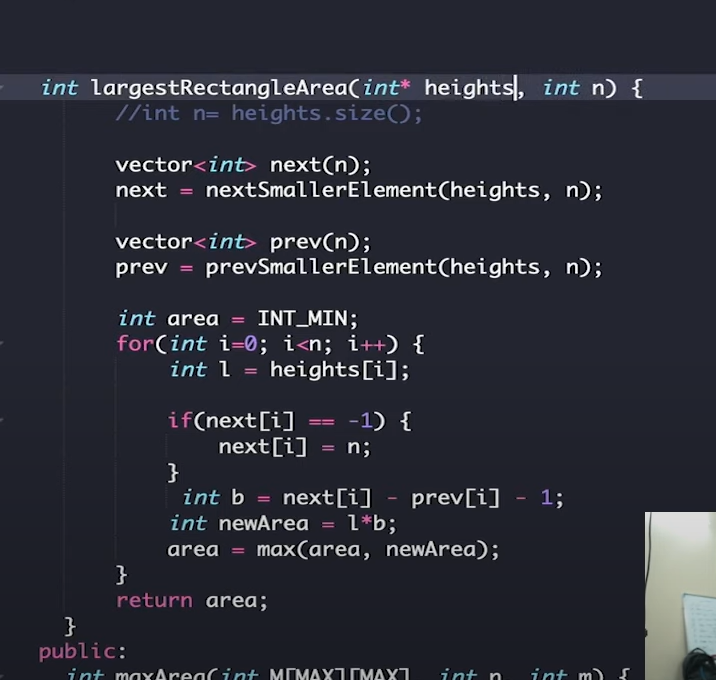 int largestRectangleArea(int* heights, int n) {
//int n= heights.size();
vector<int> next(n);
next = nextSmallerElement(heights, n);
vector<int> prev(n);
prev = prevSmallerElement(heights, n);
int area = INT_MIN;
for(int i=0; i<n; i++) {
int l = heights[i];
if(next[i] == -1) {
next[i] = n;
}
int b = next[i] - prev[i] - 1;
int newArea = l*b;
area = max(area, newArea);
}
return area;
}
public:
int maxArea(int M[MAX][MAX], int n, int m) {